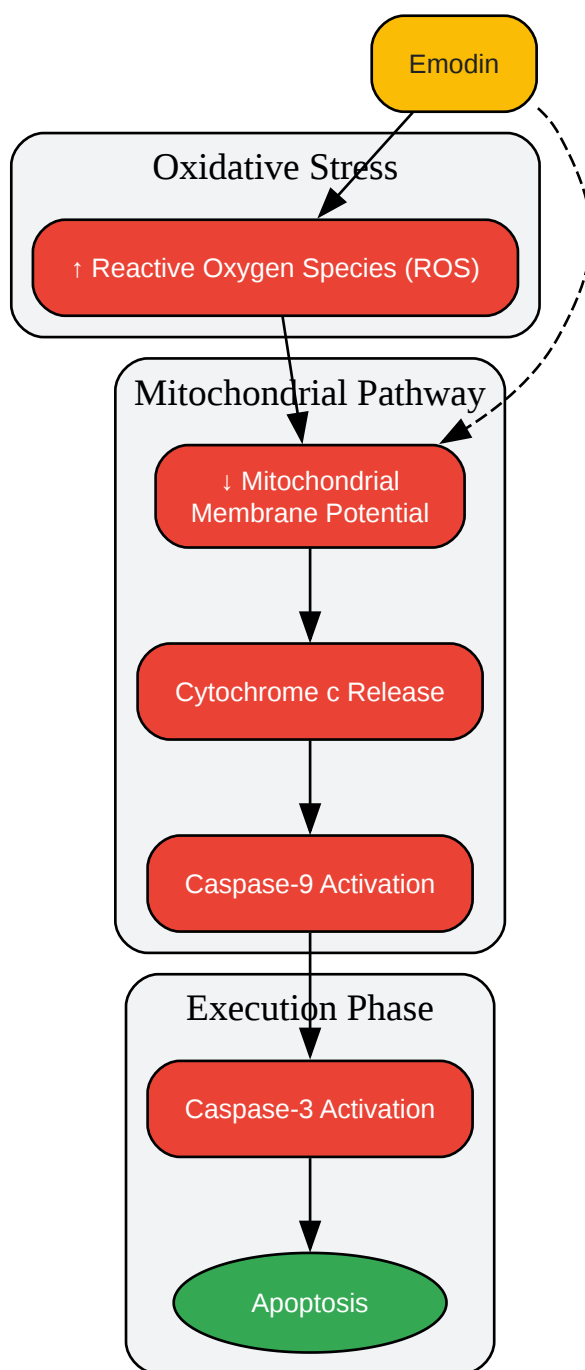 Emodin
Oxidative Stress
↑ Reactive Oxygen Species (ROS)
Mitochondrial Pathway
↓ Mitochondrial
Membrane Potential
Cytochrome c Release
Caspase-9 Activation
Execution Phase
Caspase-3 Activation
Apoptosis